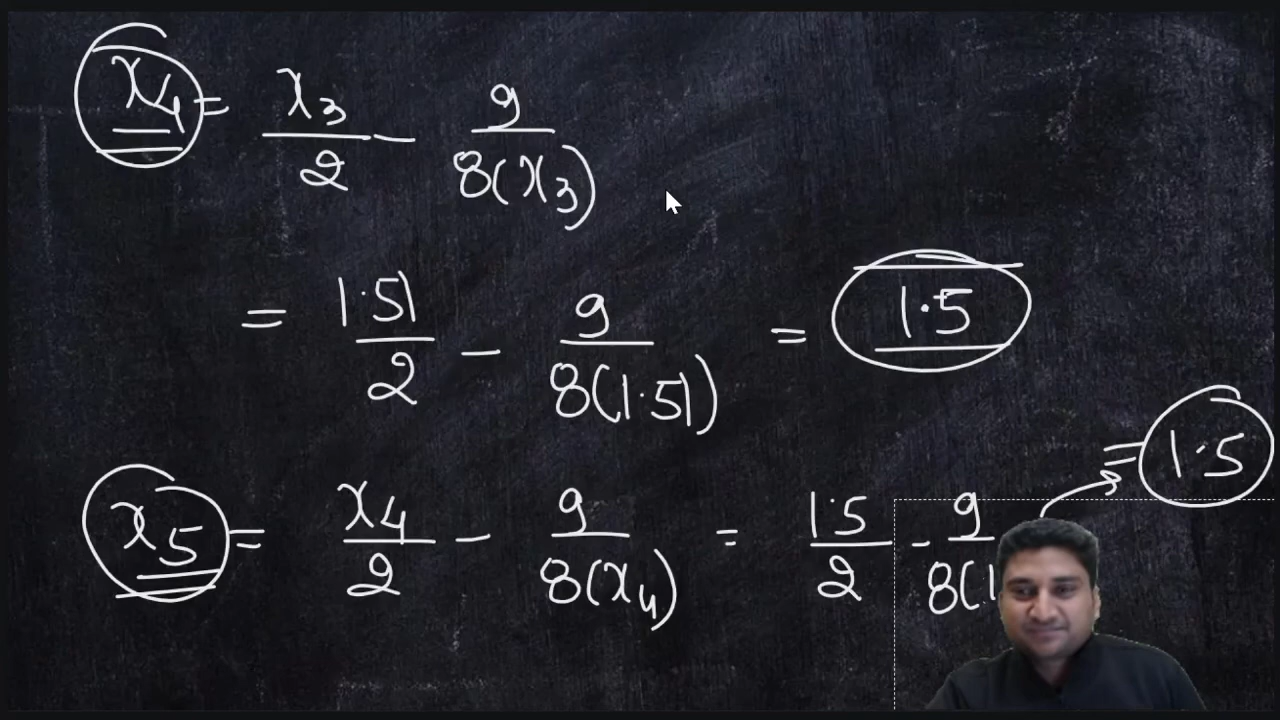 x₄ = x₃/2 - 9/8(x₃)
= 1.51/2 - 9/8(1.51) = 1.5
x₅ = x₄/2 - 9/8(x₄) = 1.5/2 - 9/8(1 = 1.5